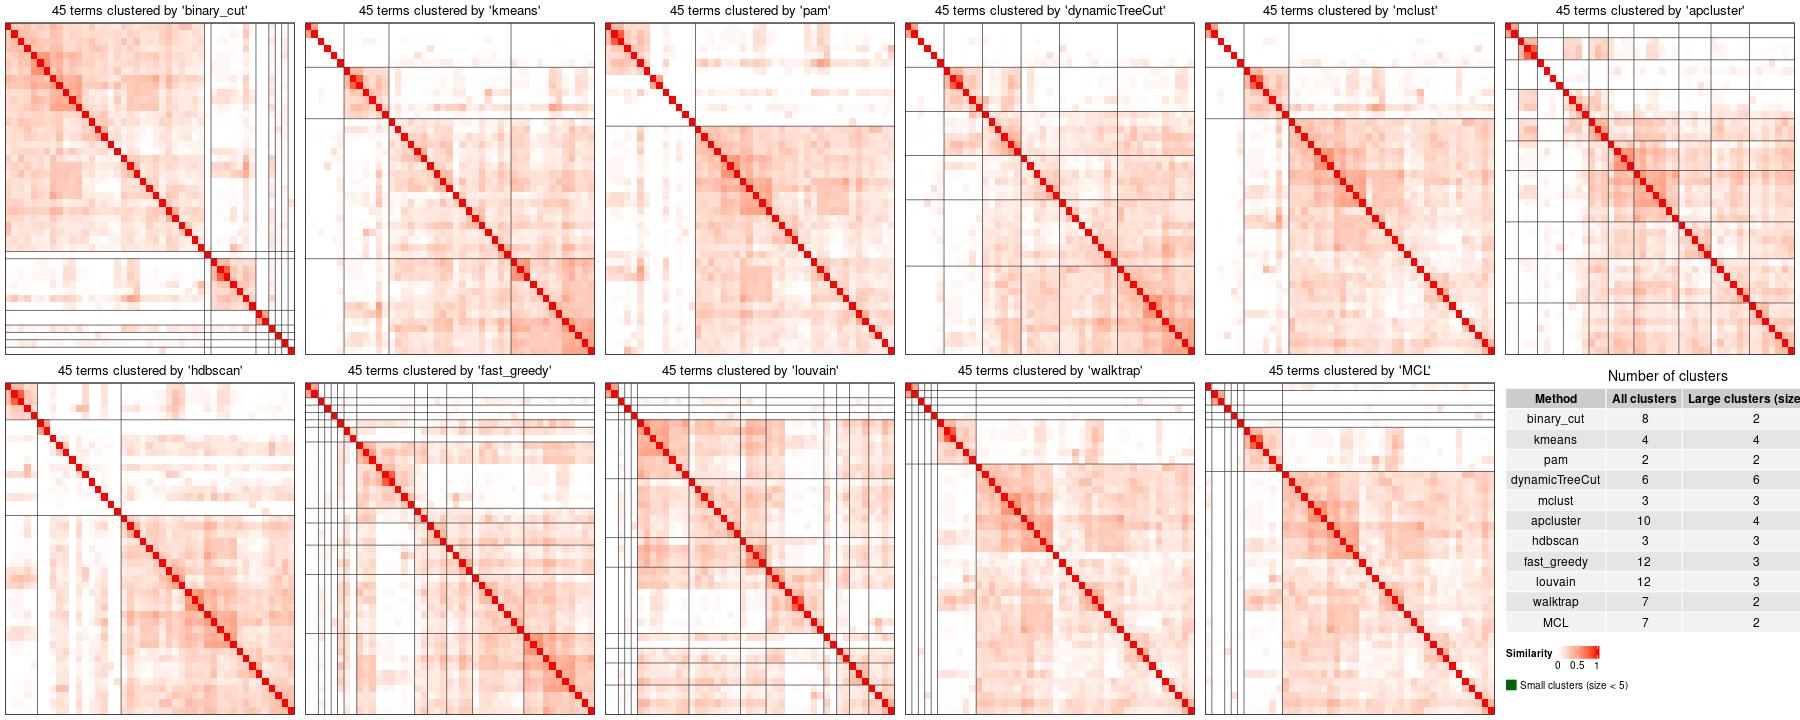 45 terms clustered by 'binary_cut'
45 terms clustered by 'kmeans'
45 terms clustered by 'pam'
45 terms clustered by 'dynamicTreeCut'
45 terms clustered by 'mclust'
45 terms clustered by 'apcluster'
45 terms clustered by 'hdbscan'
45 terms clustered by 'fast_greedy'
45 terms clustered by 'louvain'
45 terms clustered by 'walktrap'
45 terms clustered by 'MCL'
Number of clusters
Method All clusters Large clusters (size
binary_cut 8 2
kmeans 4 4
pam 2 2
dynamicTreeCut 6 6
mclust 3 3
apcluster 10 4
hdbscan 3 3
fast_greedy 12 3
louvain 12 3
walktrap 7 2
MCL 7 2
Similarity
0 0.5 1
Small clusters (size < 5)